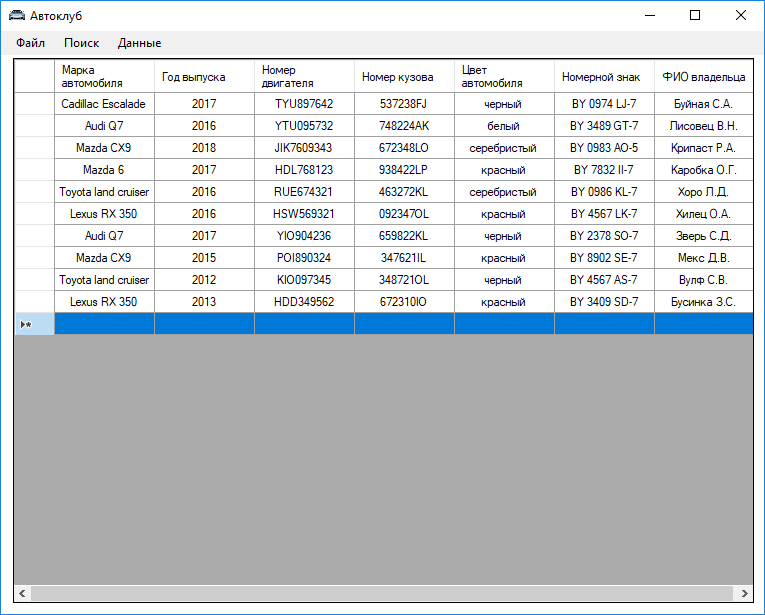 Автоклуб
Файл Поиск Данные
Марка автомобиля Год выпуска Номер двигателя Номер кузова Цвет автомобиля Номерной знак ФИО владельца
Cadillac Escalade 2017 TYU897642 537238FJ черный BY 0974 LJ-7 Буйная С.А.
Audi Q7 2016 YTU095732 748224AK белый BY 3489 GT-7 Лисовец В.Н.
Mazda CX9 2018 JIK7609343 672348LO серебристый BY 0983 AO-5 Крипаст Р.А.
Mazda 6 2017 HDL768123 938422LP красный BY 7832 II-7 Каробка О.Г.
Toyota land cruiser 2016 RUE674321 463272KL серебристый BY 0986 KL-7 Хоро Л.Д.
Lexus RX 350 2016 HSW569321 092347OL красный BY 4567 LK-7 Хилец О.А.
Audi Q7 2017 YIO904236 659822KL черный BY 2378 SO-7 Зверь С.Д.
Mazda CX9 2015 POI890324 347621IL красный BY 8902 SE-7 Мекс Д.В.
Toyota land cruiser 2012 KIO097345 348721OL черный BY 4567 AS-7 Вулф С.В.
Lexus RX 350 2013 HDD349562 672310IO красный BY 3409 SD-7 Бусинка З.С.